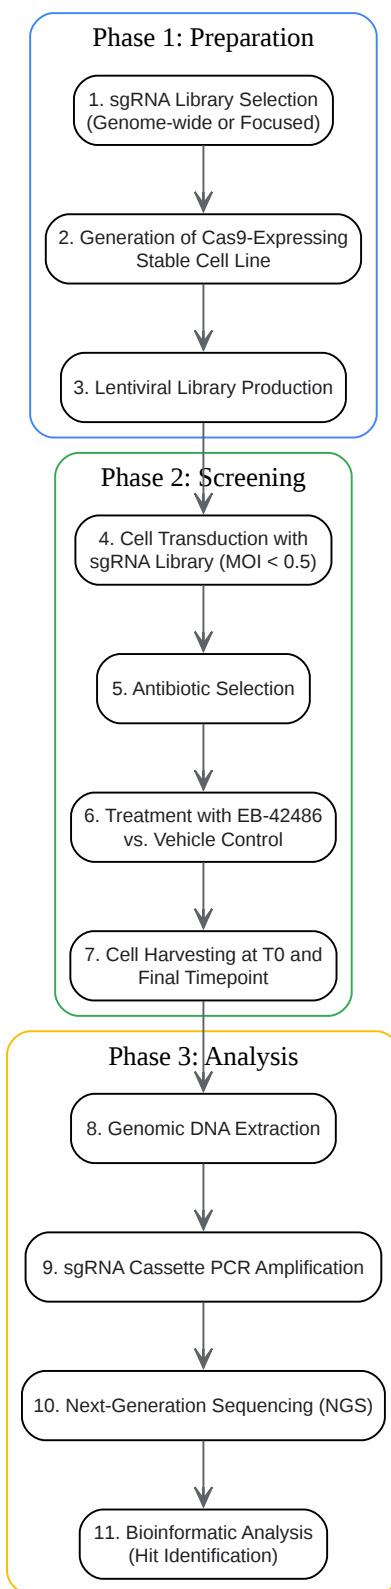 Phase 1: Preparation
1. sgRNA Library Selection
(Genome-wide or Focused)
2. Generation of Cas9-Expressing
Stable Cell Line
3. Lentiviral Library Production
Phase 2: Screening
4. Cell Transduction with
sgRNA Library (MOI < 0.5)
5. Antibiotic Selection
6. Treatment with EB-42486
vs. Vehicle Control
7. Cell Harvesting at T0 and
Final Timepoint
Phase 3: Analysis
8. Genomic DNA Extraction
9. sgRNA Cassette PCR Amplification
10. Next-Generation Sequencing (NGS)
11. Bioinformatic Analysis
(Hit Identification)